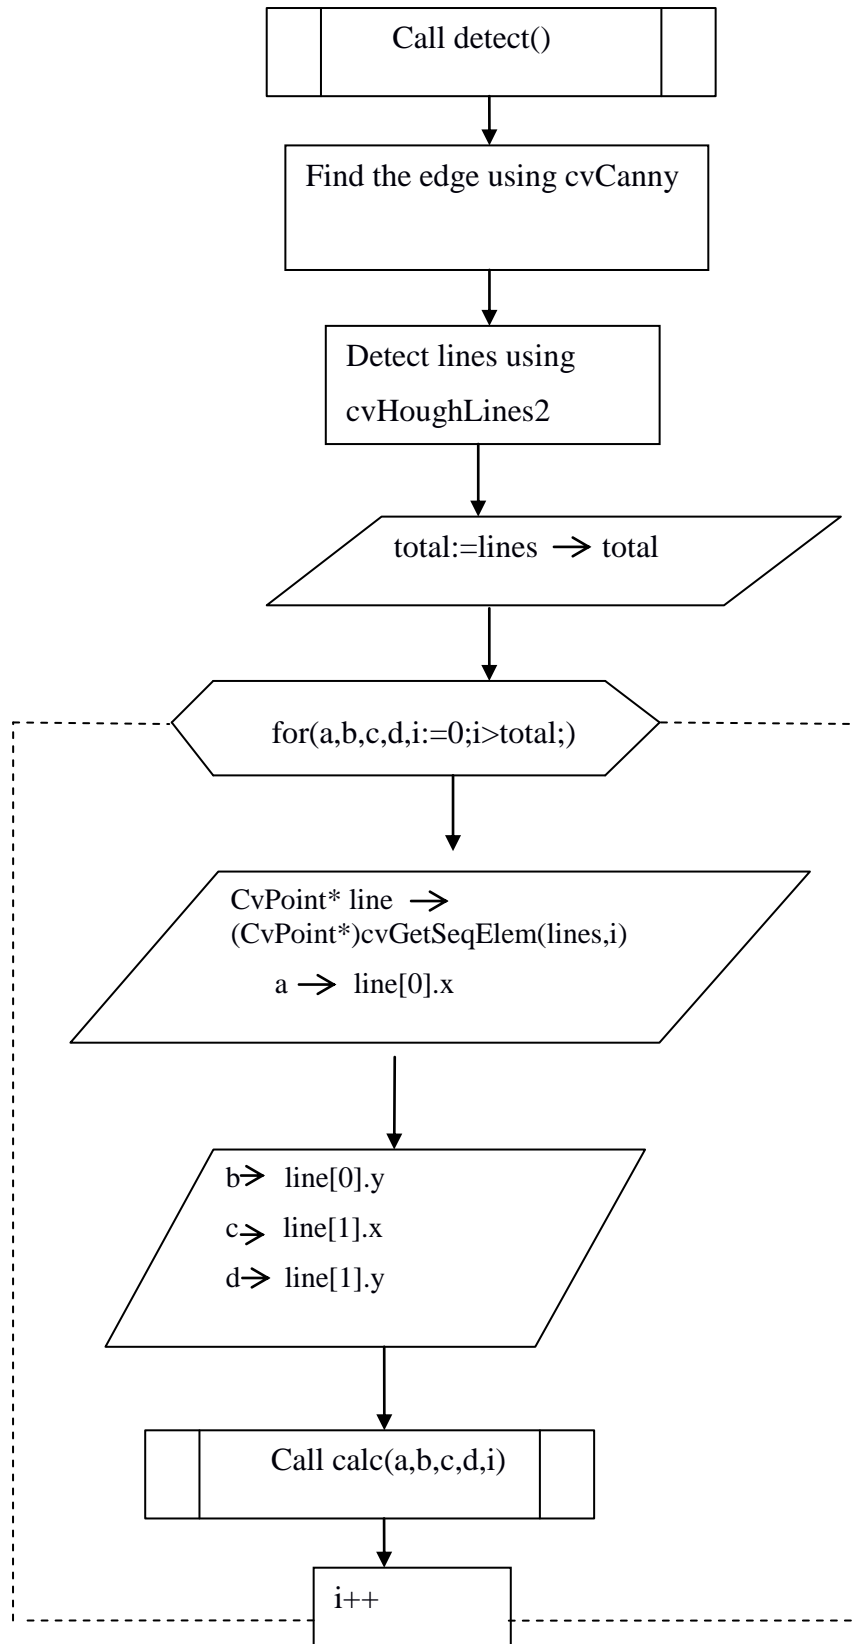 Call detect()
Find the edge using cvCanny
Detect lines using
cvHoughLines2
total:=lines → total
for(a,b,c,d,i:=0;i>total;)
CvPoint* line →
(CvPoint*)cvGetSeqElem(lines,i)
a → line[0].x
b→ line[0].y
c→ line[1].x
d→ line[1].y
Call calc(a,b,c,d,i)
i++